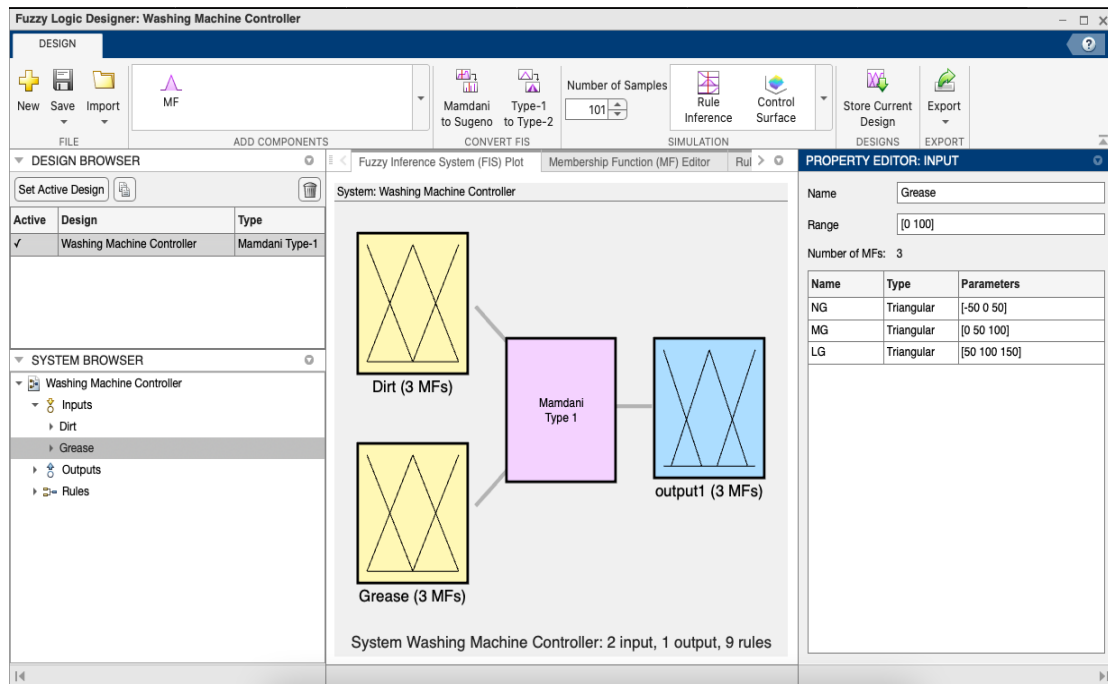 Fuzzy Logic Designer: Washing Machine Controller
DESIGN
?
New
Save
Import
MF
Mamdani
to Sugeno
Type-1
to Type-2
Number of Samples
101
Rule
Inference
Control
Surface
Store Current
Design
Export
FILE
ADD COMPONENTS
CONVERT FIS
SIMULATION
DESIGNS
EXPORT
DESIGN BROWSER
Set Active Design
Active Design Type
✓ Washing Machine Controller Mamdani Type-1
SYSTEM BROWSER
Washing Machine Controller
Inputs
Dirt
Grease
Outputs
Rules
Fuzzy Inference System (FIS) Plot
Membership Function (MF) Editor
Rul
System: Washing Machine Controller
Dirt (3 MFs)
Mamdani
Type 1
output1 (3 MFs)
Grease (3 MFs)
System Washing Machine Controller: 2 input, 1 output, 9 rules
PROPERTY EDITOR: INPUT
Name Grease
Range [0 100]
Number of MFs: 3
Name Type Parameters
NG Triangular [-50 0 50]
MG Triangular [0 50 100]
LG Triangular [50 100 150]